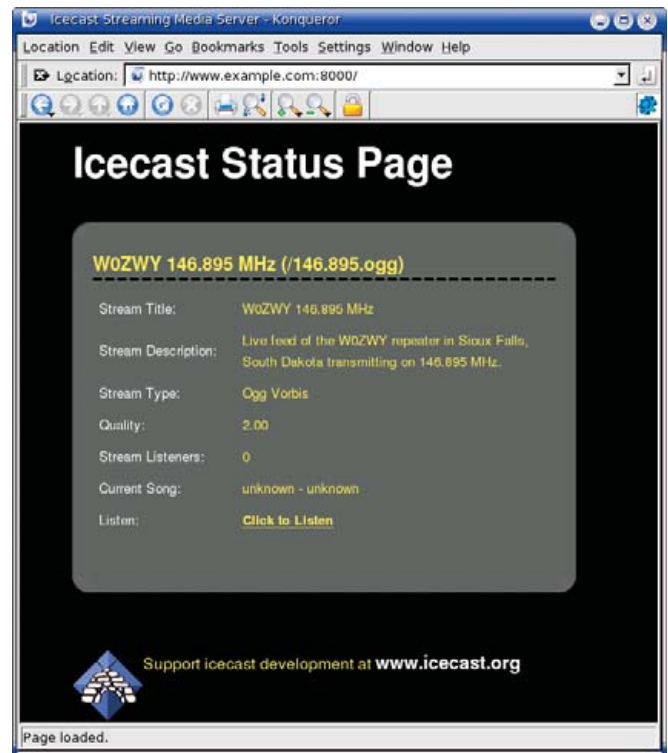 Icecast Streaming Media Server - Konqueror
Location Edit View Go Bookmarks Tools Settings Window Help
Location: http://www.example.com:8000/
Icecast Status Page
W0ZWY 146.895 MHz (/146.895.ogg)
Stream Title: W0ZWY 146.895 MHz
Stream Description: Live feed of the W0ZWY repeater in Sioux Falls,
South Dakota transmitting on 146.895 MHz.
Stream Type: Ogg Vorbis
Quality: 2.00
Stream Listeners: 0
Current Song: unknown - unknown
Listen: Click to Listen
Support icecast development at www.icecast.org
Page loaded.